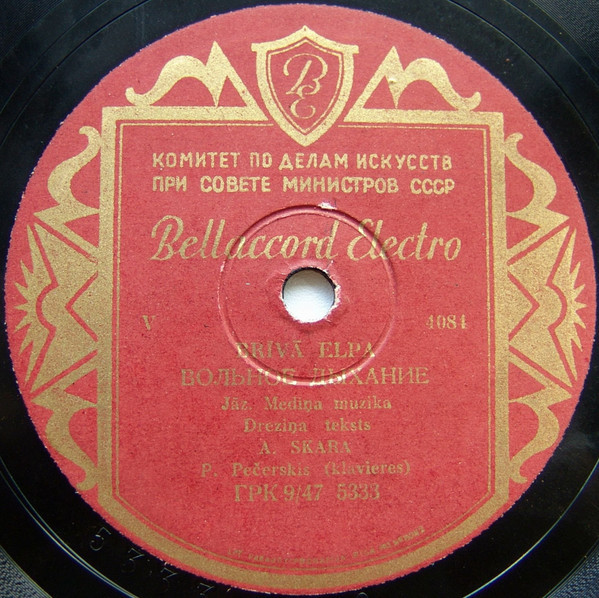 BE
КОМИТЕТ ПО ДЕЛАМ ИСКУССТВ
ПРИ СОВЕТЕ МИНИСТРОВ СССР
Bellaccord Electro
V 4084
BRĪVĀ ELPA
ВОЛЬНОЕ ДЫХАНИЕ
Jāz. Mediņa muzika
Dreziņa teksts
A. SKARA
P. Pečerskis (klavieres)
ГРК 9/47 5333